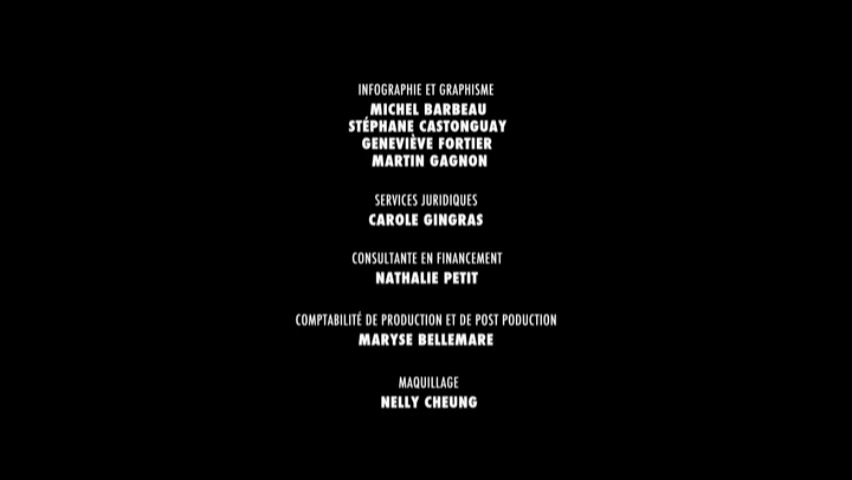 INFOGRAPHIE ET GRAPHISME
MICHEL BARBEAU
STÉPHANE CASTONGUAY
GENEVIÈVE FORTIER
MARTIN GAGNON
SERVICES JURIDIQUES
CAROLE GINGRAS
CONSULTANTE EN FINANCEMENT
NATHALIE PETIT
COMPTABILITÉ DE PRODUCTION ET DE POST PODUCTION
MARYSE BELLEMARE
MAQUILLAGE
NELLY CHEUNG